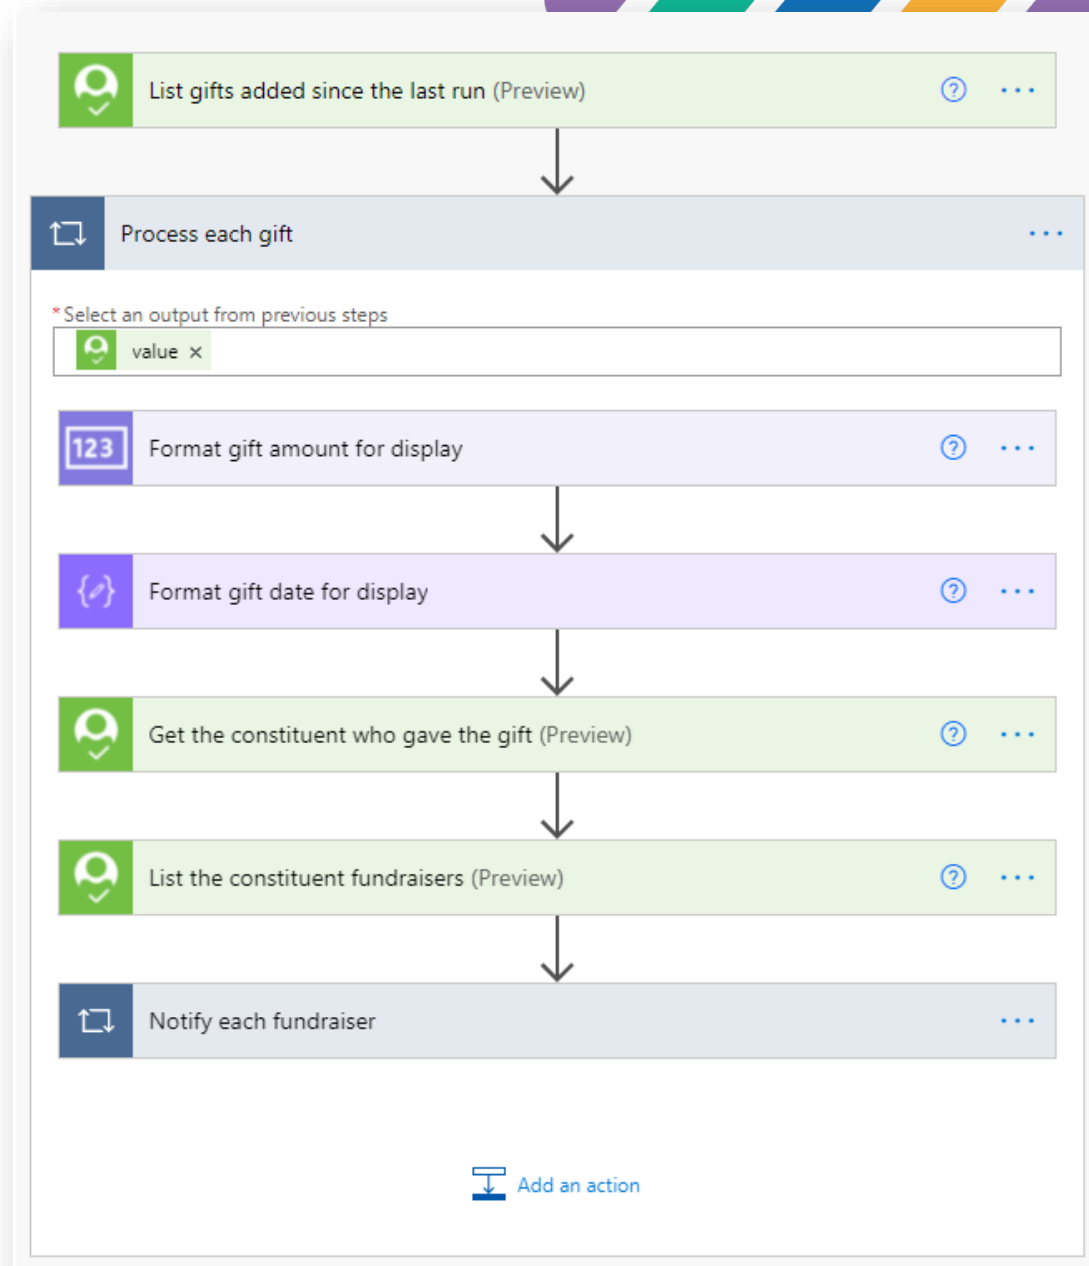 List gifts added since the last run (Preview)
Process each gift
* Select an output from previous steps
value ×
123 Format gift amount for display
Format gift date for display
Get the constituent who gave the gift (Preview)
List the constituent fundraisers (Preview)
Notify each fundraiser
Add an action